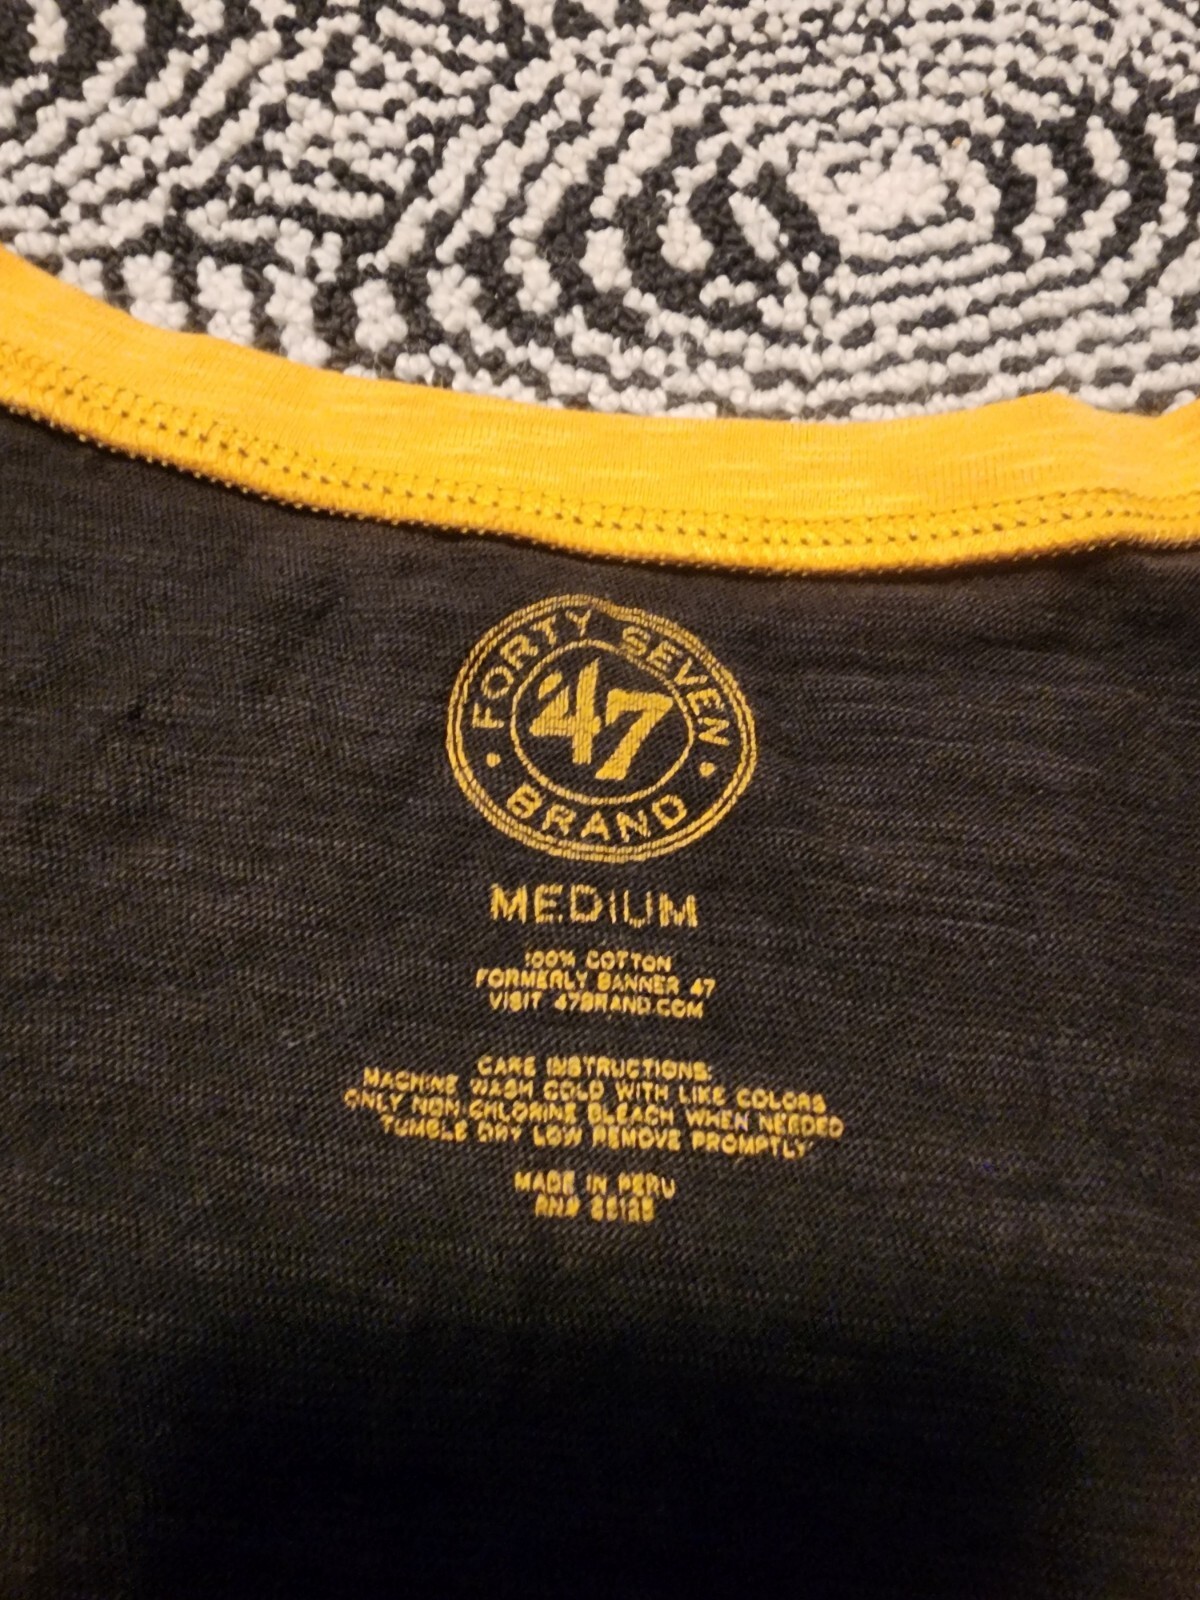 FORTY SEVEN
47
BRAND
MEDIUM
100% COTTON
FORMERLY BANNER 47
VISIT 47BRAND.COM
CARE INSTRUCTIONS:
MACHINE WASH COLD WITH LIKE COLORS
ONLY NON-CHLORINE BLEACH WHEN NEEDED
TUMBLE DRY LOW REMOVE PROMPTLY
MADE IN PERU
RN#